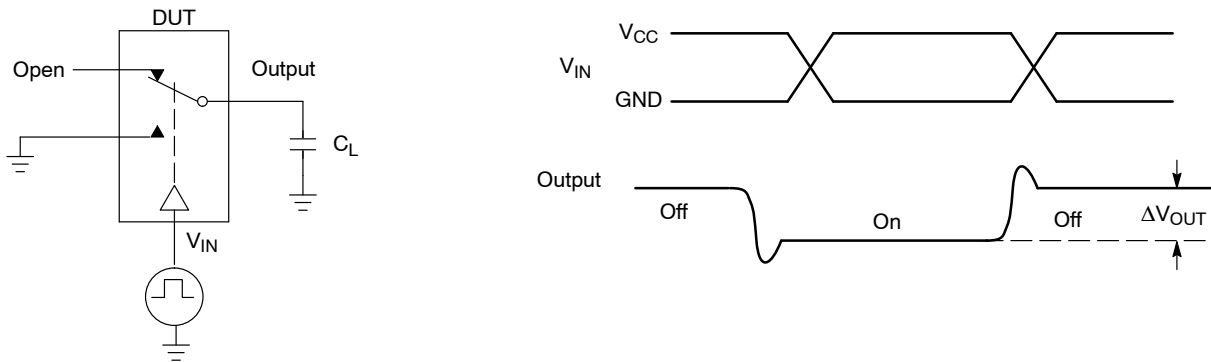 DUT
Open
Output
C_L
V_IN
V_CC
V_IN
GND
Output
Off
On
Off
ΔV_OUT